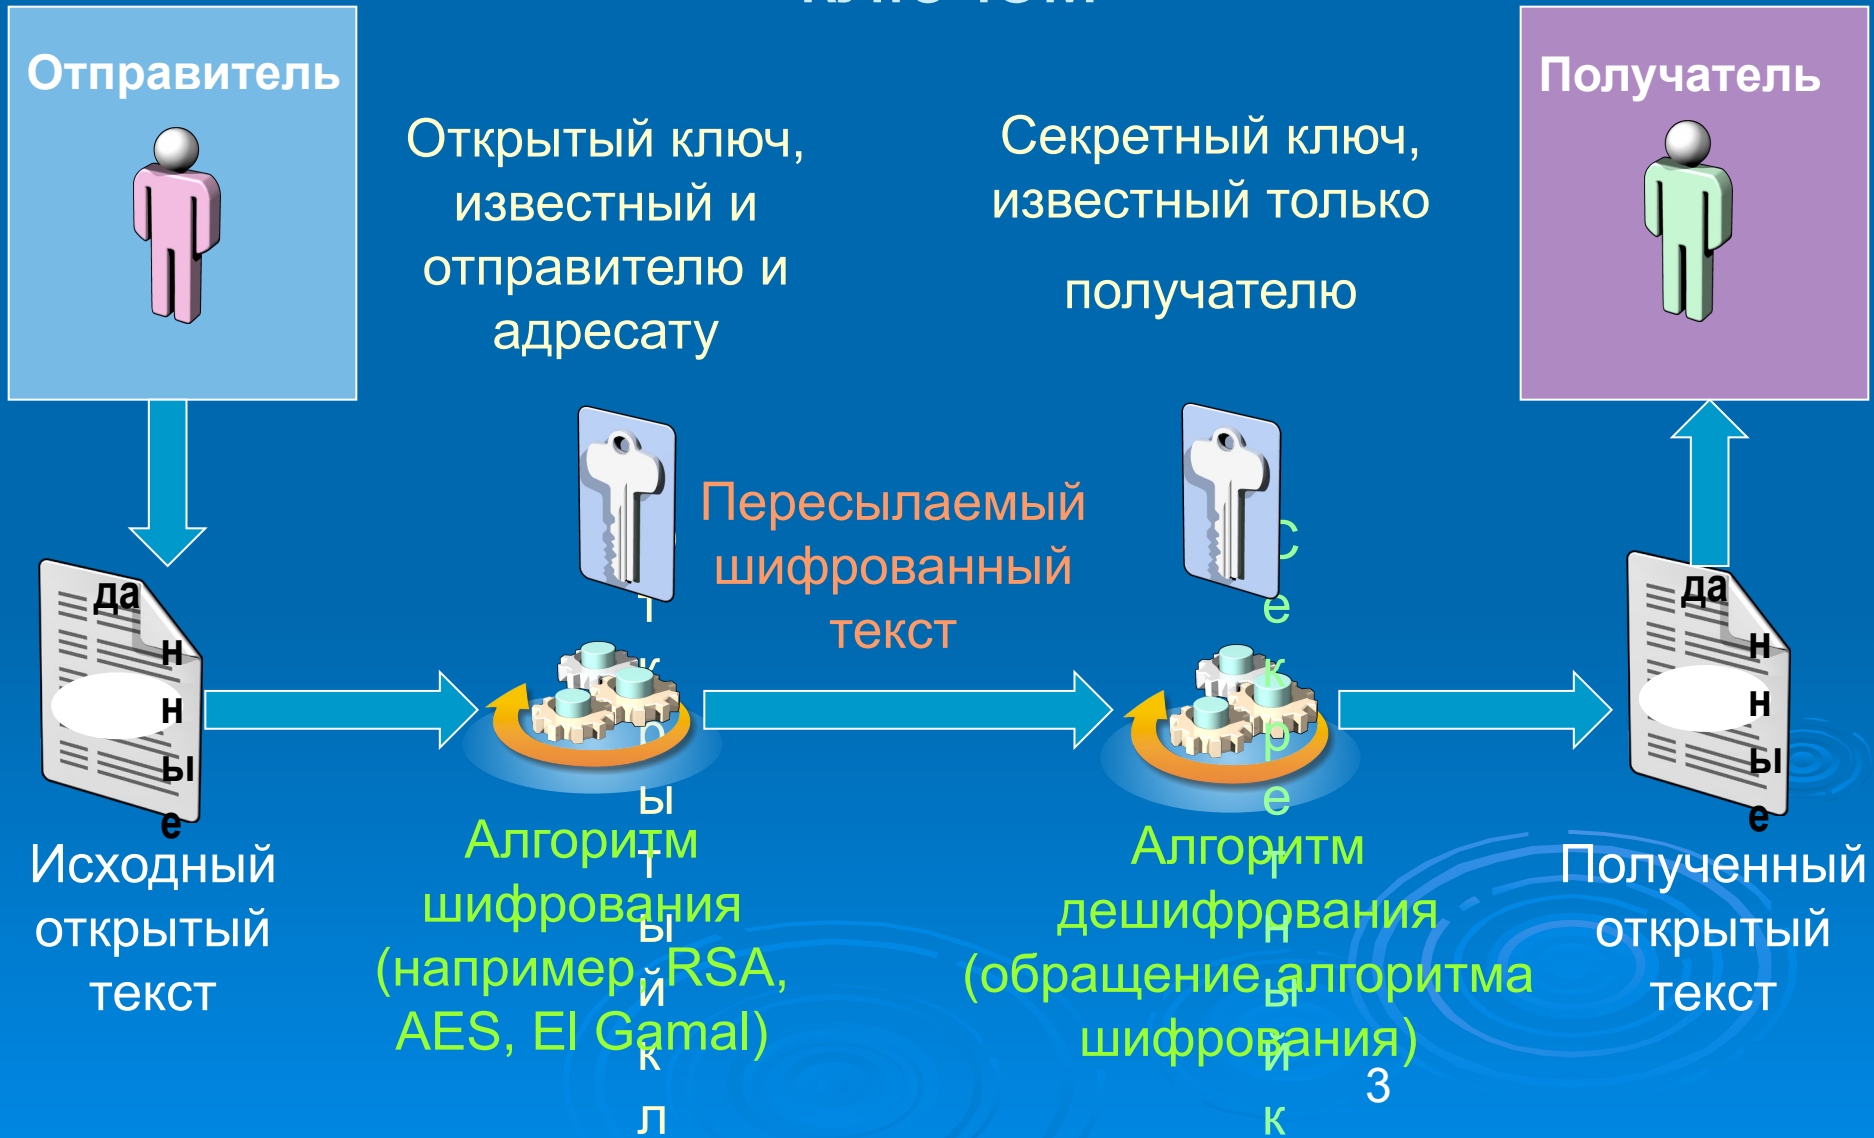 ключом
Отправитель
Получатель
Открытый ключ,
известный и
отправителю и
адресату
Секретный ключ,
известный только
получателю
Пересылаемый
шифрованный
текст
да
н
н
ы
е
да
н
н
ы
е
т
к
р
ы
т
ы
й
к
л
С
е
к
р
е
т
н
ы
й
к
Исходный
открытый
текст
Алгоритм
шифрования
(например, RSA,
AES, El Gamal)
Алгоритм
дешифрования
(обращение алгоритма
шифрования)
Полученный
открытый
текст
3